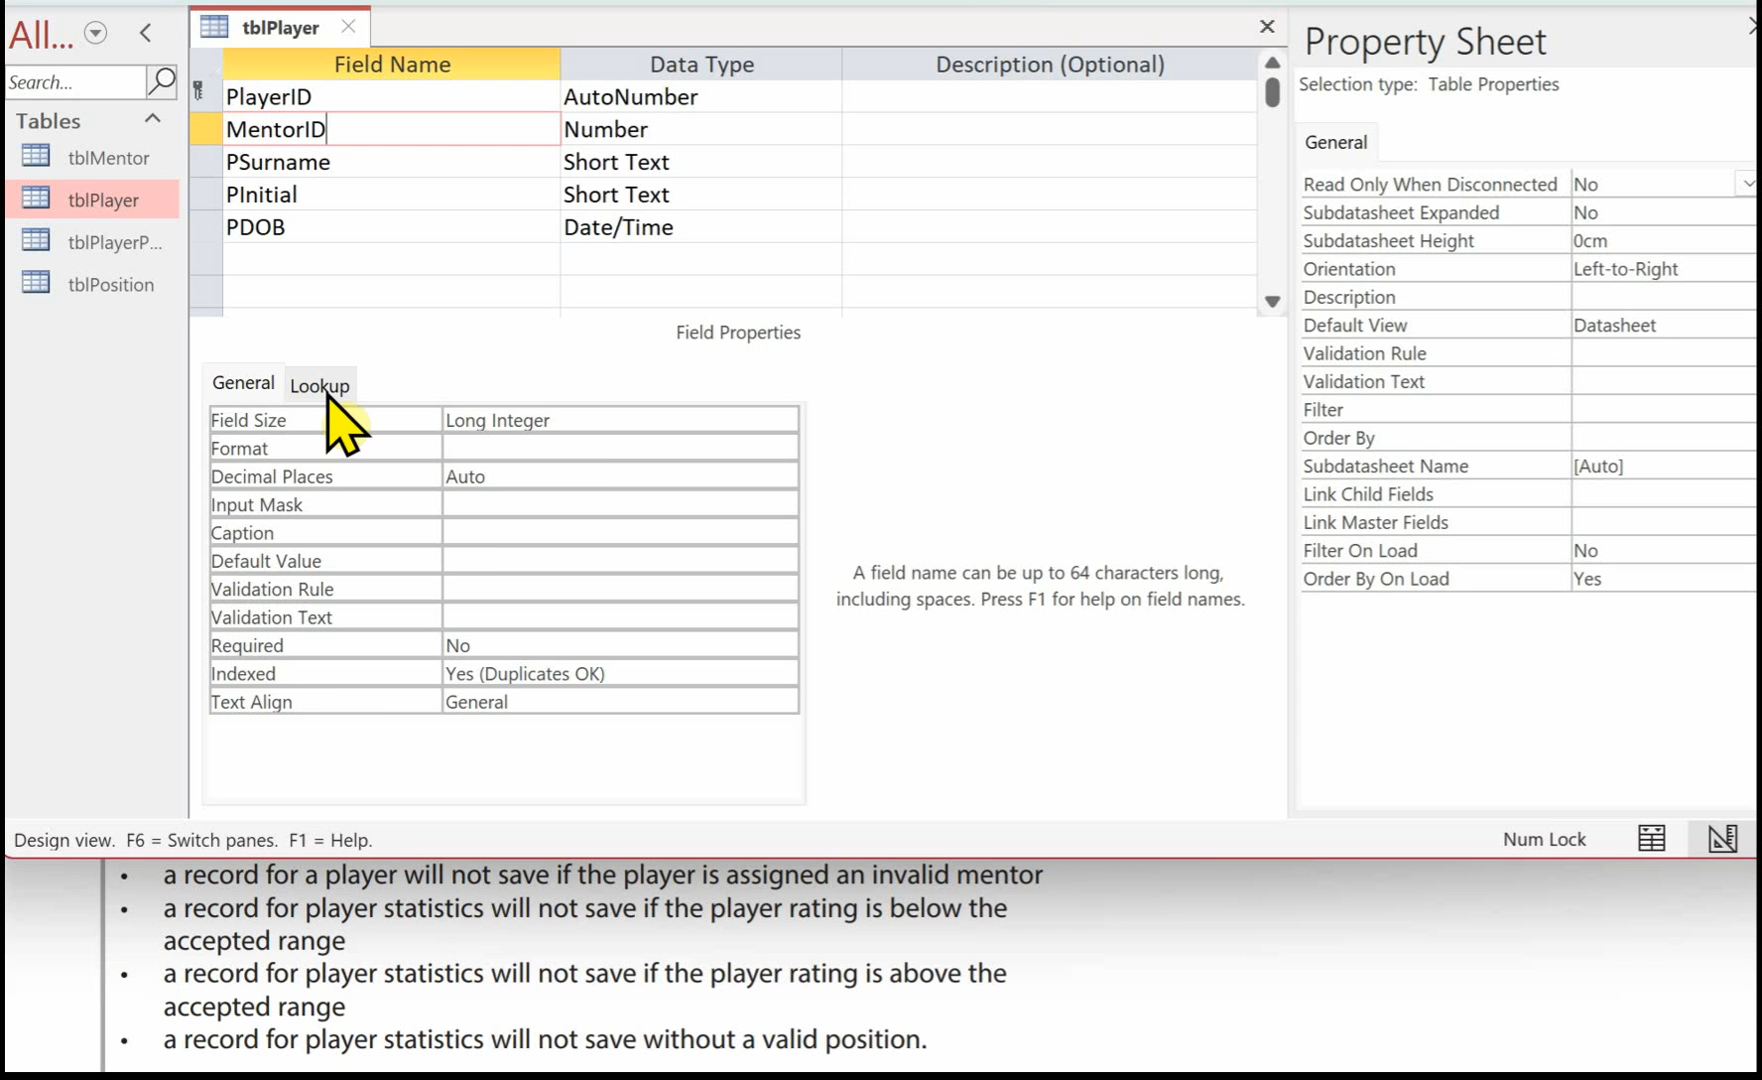 All...
Search...
Tables
tblMentor
tblPlayer
tblPlayerP...
tblPosition
tblPlayer
Field Name Data Type Description (Optional)
PlayerID AutoNumber
MentorID Number
PSurname Short Text
PInitial Short Text
PDOB Date/Time
Field Properties
General Lookup
Field Size Long Integer
Format
Decimal Places Auto
Input Mask
Caption
Default Value
Validation Rule
Validation Text
Required No
Indexed Yes (Duplicates OK)
Text Align General
A field name can be up to 64 characters long,
including spaces. Press F1 for help on field names.
Property Sheet
Selection type: Table Properties
General
Read Only When Disconnected No
Subdatasheet Expanded No
Subdatasheet Height 0cm
Orientation Left-to-Right
Description
Default View Datasheet
Validation Rule
Validation Text
Filter
Order By
Subdatasheet Name [Auto]
Link Child Fields
Link Master Fields
Filter On Load No
Order By On Load Yes
Design view. F6 = Switch panes. F1 = Help.
Num Lock
• a record for a player will not save if the player is assigned an invalid mentor
• a record for player statistics will not save if the player rating is below the
accepted range
• a record for player statistics will not save if the player rating is above the
accepted range
• a record for player statistics will not save without a valid position.